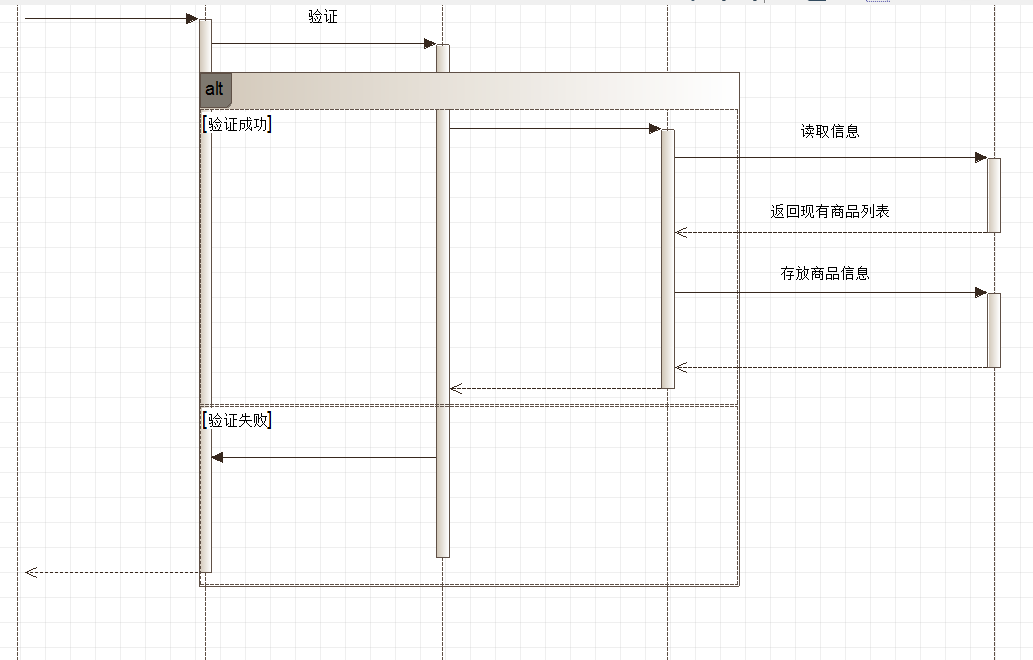 验证
alt
[验证成功]
读取信息
返回现有商品列表
存放商品信息
[验证失败]